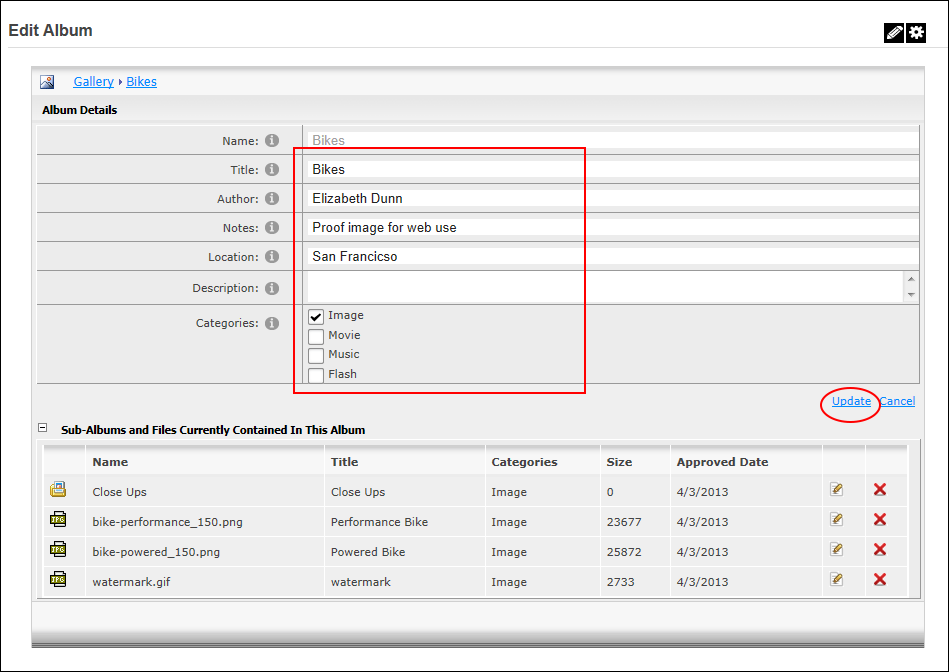 Edit Album
Gallery Bikes
Album Details
Name: Bikes
Title: Bikes
Author: Elizabeth Dunn
Notes: Proof image for web use
Location: San Francicso
Description:
Categories: Image
Movie
Music
Flash
Update Cancel
Sub-Albums and Files Currently Contained In This Album
Name Title Categories Size Approved Date
Close Ups Close Ups Image 0 4/3/2013
JPG bike-performance_150.png Performance Bike Image 23677 4/3/2013
JPG bike-powered_150.png Powered Bike Image 25872 4/3/2013
JPG watermark.gif watermark Image 2733 4/3/2013